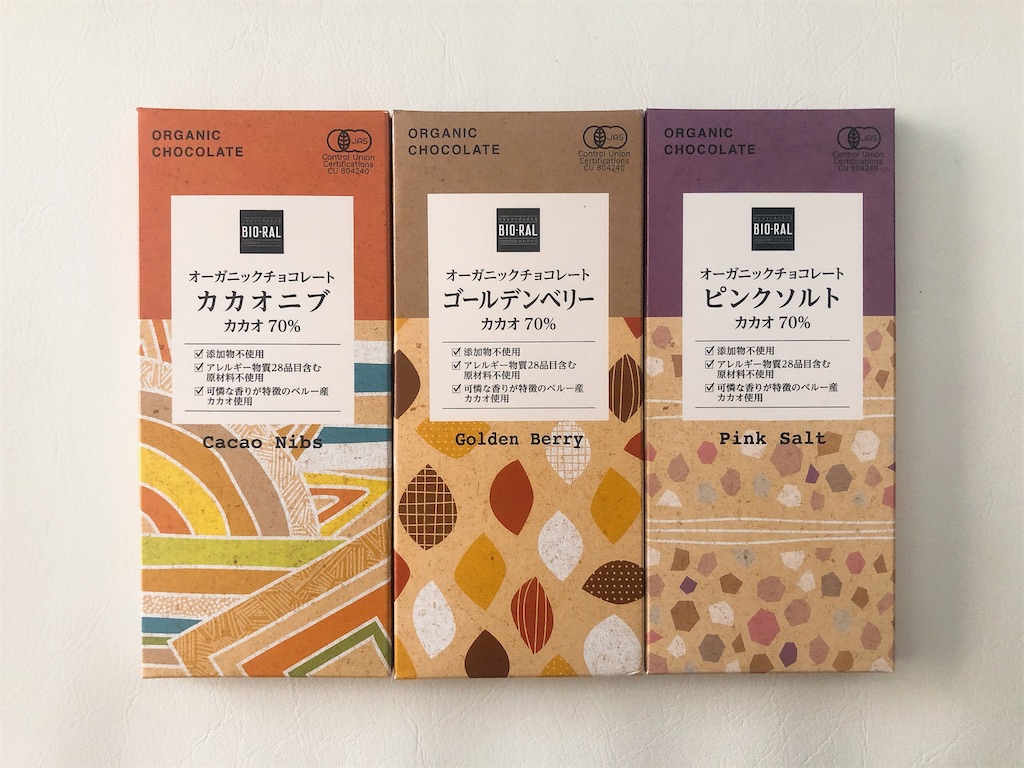 ORGANIC
CHOCOLATE
JAS
Control Union
Certifications
CU 804240
BIO-RAL
オーガニックチョコレート
カカオニブ
カカオ 70%
添加物不使用
アレルギー物質28品目含む
原材料不使用
可憐な香りが特徴のペルー産
カカオ使用
Cacao Nibs
ORGANIC
CHOCOLATE
JAS
Control Union
Certifications
CU 804240
BIO-RAL
オーガニックチョコレート
ゴールデンベリー
カカオ 70%
添加物不使用
アレルギー物質28品目含む
原材料不使用
可憐な香りが特徴のペルー産
カカオ使用
Golden Berry
ORGANIC
CHOCOLATE
JAS
Control Union
Certifications
CU 804240
BIO-RAL
オーガニックチョコレート
ピンクソルト
カカオ 70%
添加物不使用
アレルギー物質28品目含む
原材料不使用
可憐な香りが特徴のペルー産
カカオ使用
Pink Salt